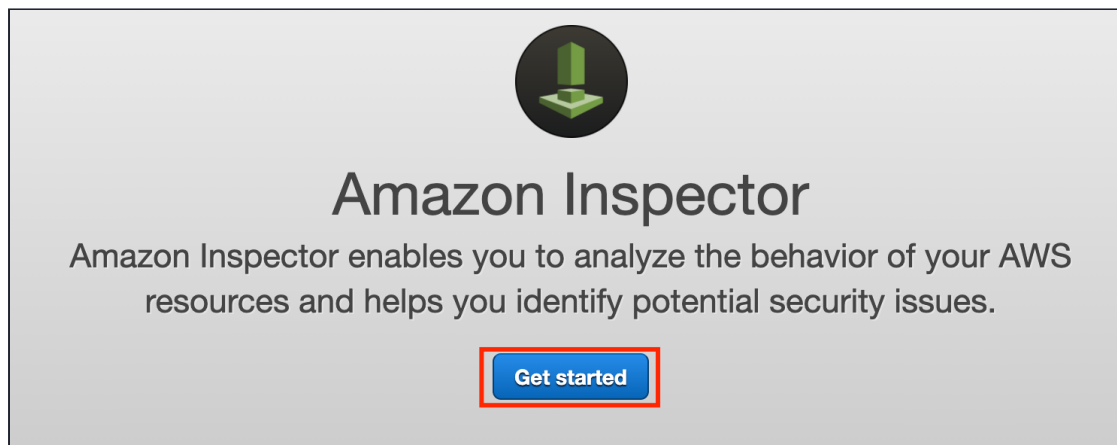 Amazon Inspector
Amazon Inspector enables you to analyze the behavior of your AWS
resources and helps you identify potential security issues.
Get started